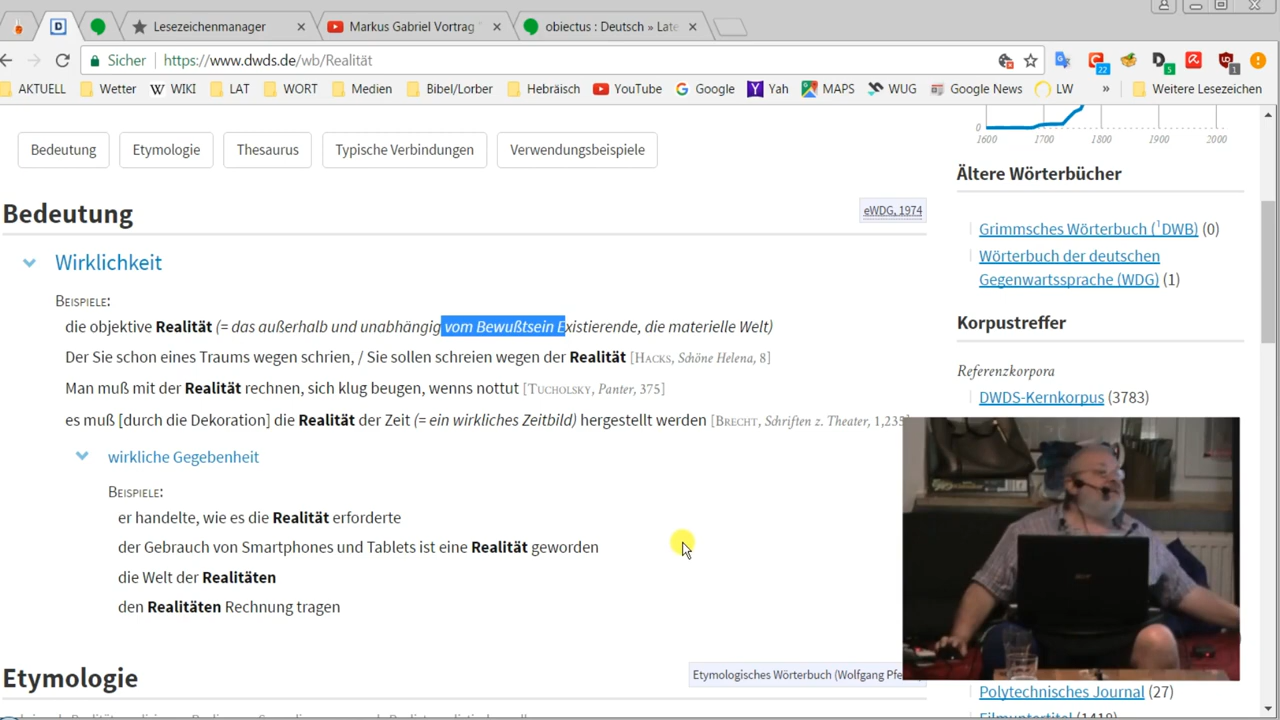 Lesezeichenmanager
Markus Gabriel Vortrag "
obiectus : Deutsch » Late
Sicher
https://www.dwds.de/wb/Realität
22
5
1
AKTUELL
Wetter
W WIKI
LAT
WORT
Medien
Bibel/Lorber
Hebräisch
YouTube
Google
Yah
MAPS
WUG
Google News
LW
»
Weitere Lesezeichen
0
1600 1700 1800 1900 2000
Bedeutung
Etymologie
Thesaurus
Typische Verbindungen
Verwendungsbeispiele
Bedeutung
eWDG, 1974
Wirklichkeit
BEISPIELE:
die objektive Realität (= das außerhalb und unabhängig vom Bewußtsein Existierende, die materielle Welt)
Der Sie schon eines Traums wegen schrien, / Sie sollen schreien wegen der Realität [HACKS, Schöne Helena, 8]
Man muß mit der Realität rechnen, sich klug beugen, wenns nottut [TUCHOLSKY, Panter, 375]
es muß [durch die Dekoration] die Realität der Zeit (= ein wirkliches Zeitbild) hergestellt werden [BRECHT, Schriften z. Theater, 1,235
wirkliche Gegebenheit
BEISPIELE:
er handelte, wie es die Realität erforderte
der Gebrauch von Smartphones und Tablets ist eine Realität geworden
die Welt der Realitäten
den Realitäten Rechnung tragen
Etymologie
Etymologisches Wörterbuch (Wolfgang Pfe
Ältere Wörterbücher
Grimmsches Wörterbuch (¹DWB) (0)
Wörterbuch der deutschen
Gegenwartssprache (WDG) (1)
Korpustreffer
Referenzkorpora
DWDS-Kernkorpus (3783)
Polytechnisches Journal (27)
Filmuntertitel (1418)